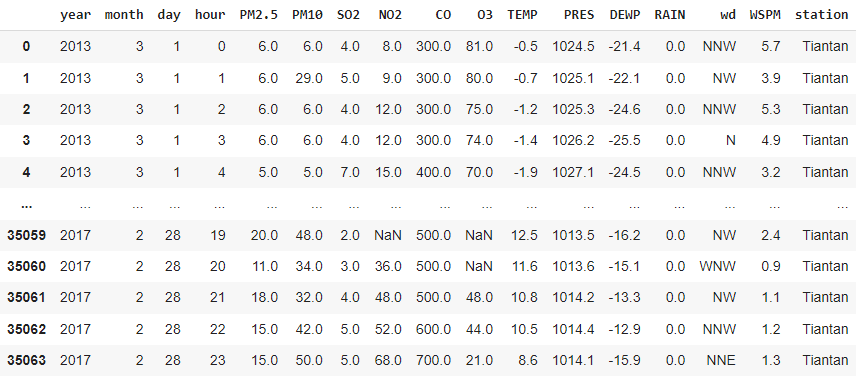 year month day hour PM2.5 PM10 SO2 NO2 CO O3 TEMP PRES DEWP RAIN wd WSPM station
0 2013 3 1 0 6.0 6.0 4.0 8.0 300.0 81.0 -0.5 1024.5 -21.4 0.0 NNW 5.7 Tiantan
1 2013 3 1 1 6.0 29.0 5.0 9.0 300.0 80.0 -0.7 1025.1 -22.1 0.0 NW 3.9 Tiantan
2 2013 3 1 2 6.0 6.0 4.0 12.0 300.0 75.0 -1.2 1025.3 -24.6 0.0 NNW 5.3 Tiantan
3 2013 3 1 3 6.0 6.0 4.0 12.0 300.0 74.0 -1.4 1026.2 -25.5 0.0 N 4.9 Tiantan
4 2013 3 1 4 5.0 5.0 7.0 15.0 400.0 70.0 -1.9 1027.1 -24.5 0.0 NNW 3.2 Tiantan
... ... ... ... ... ... ... ... ... ... ... ... ... ... ... ... ... ...
35059 2017 2 28 19 20.0 48.0 2.0 NaN 500.0 NaN 12.5 1013.5 -16.2 0.0 NW 2.4 Tiantan
35060 2017 2 28 20 11.0 34.0 3.0 36.0 500.0 NaN 11.6 1013.6 -15.1 0.0 WNW 0.9 Tiantan
35061 2017 2 28 21 18.0 32.0 4.0 48.0 500.0 48.0 10.8 1014.2 -13.3 0.0 NW 1.1 Tiantan
35062 2017 2 28 22 15.0 42.0 5.0 52.0 600.0 44.0 10.5 1014.4 -12.9 0.0 NNW 1.2 Tiantan
35063 2017 2 28 23 15.0 50.0 5.0 68.0 700.0 21.0 8.6 1014.1 -15.9 0.0 NNE 1.3 Tiantan